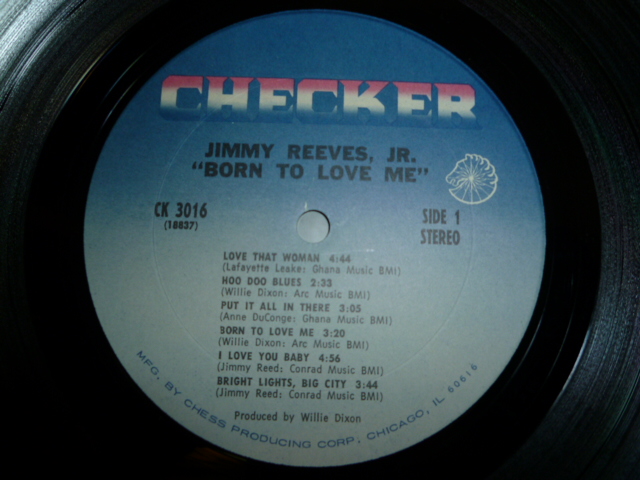 CHECKER
JIMMY REEVES, JR.
"BORN TO LOVE ME"
CK 3016
(18837)
SIDE 1
STEREO
LOVE THAT WOMAN 4:44
(Lafayette Leake: Ghana Music BMI)
HOO DOO BLUES 2:33
(Willie Dixon: Arc Music BMI)
PUT IT ALL IN THERE 3:05
(Anne DuConge: Ghana Music BMI)
BORN TO LOVE ME 3:20
(Willie Dixon: Arc Music BMI)
I LOVE YOU BABY 4:56
(Jimmy Reed: Conrad Music BMI)
BRIGHT LIGHTS, BIG CITY 3:44
(Jimmy Reed: Conrad Music BMI)
Produced by Willie Dixon
MFG. BY CHESS PRODUCING CORP. CHICAGO, IL 60616